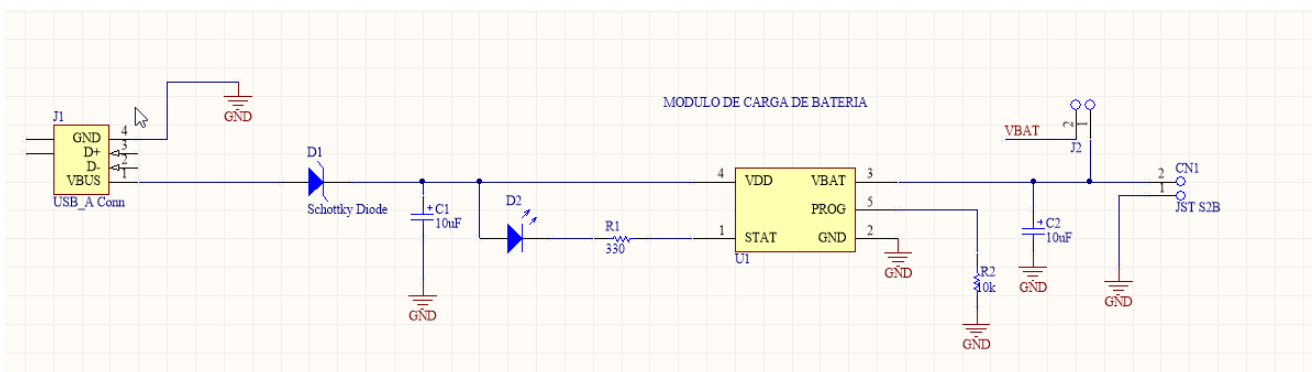 MODULO DE CARGA DE BATERIA
J1
GND 4
D+ 3
D- 2
VBUS 1
USB_A Conn
GND
D1
Schottky Diode
C1
10uF
GND
D2
R1
330
4 VDD
1 STAT
VBAT 3
PROG 5
GND 2
U1
GND
R2
10k
GND
VBAT
2
1
J2
C2
10uF
GND
CN1
2
1
JST S2B
GND